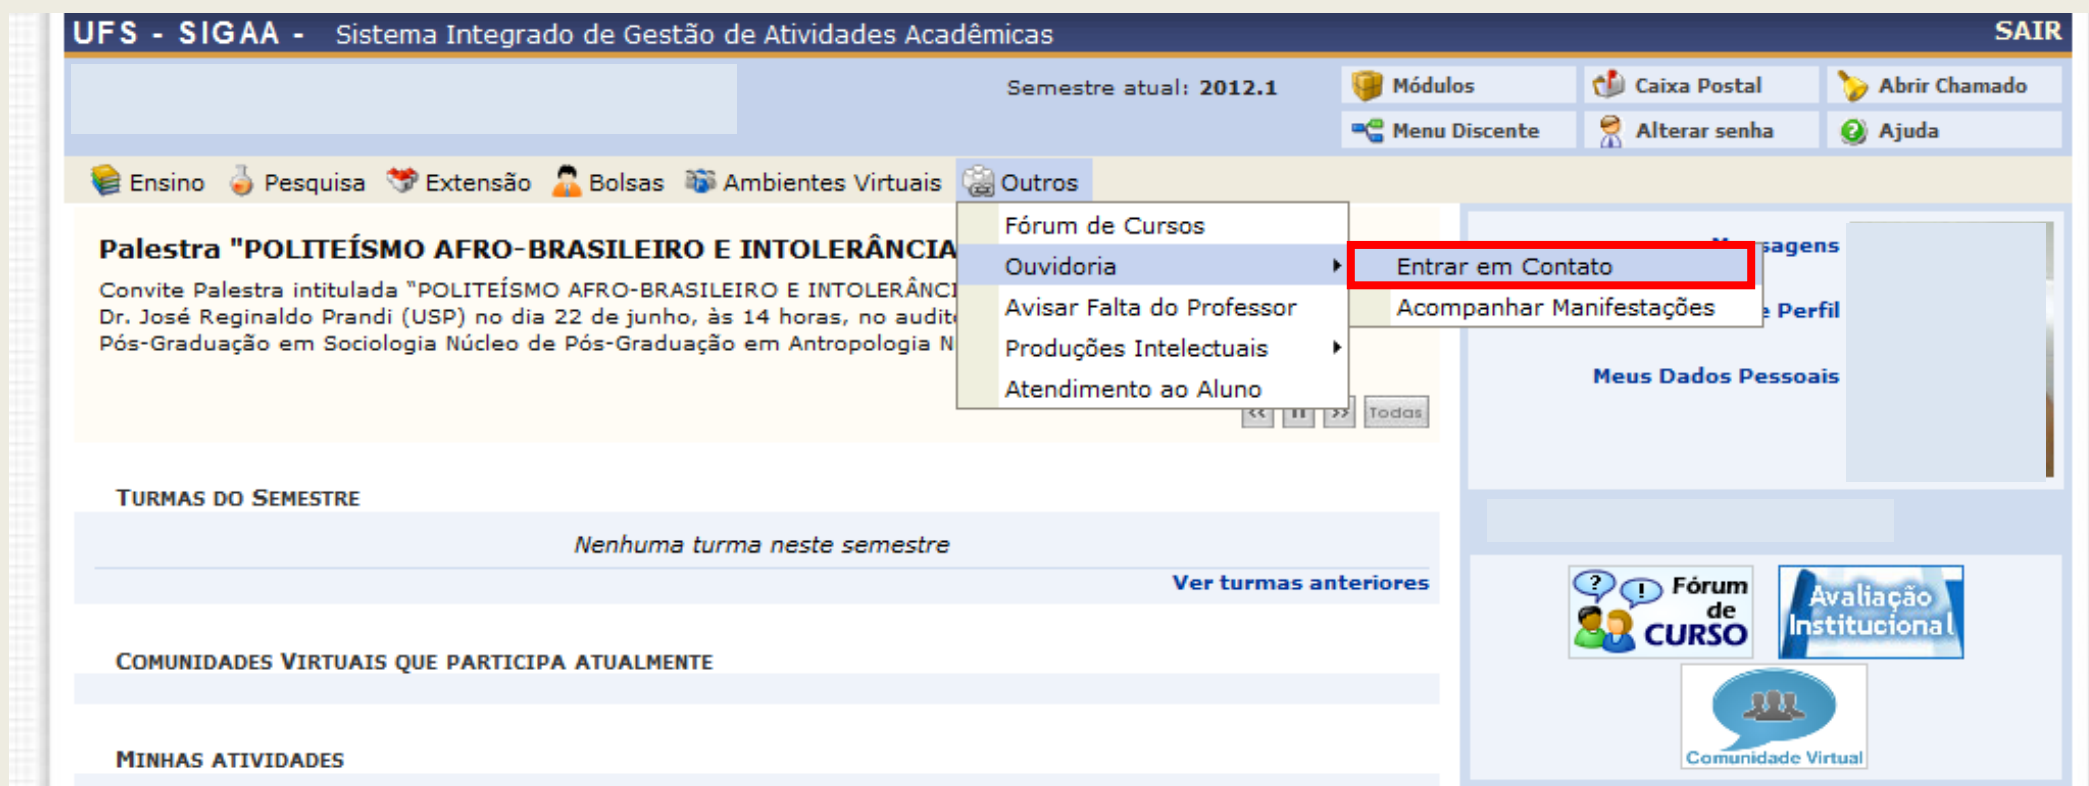 UFS - SIGAA - Sistema Integrado de Gestão de Atividades Acadêmicas
SAIR
Semestre atual: 2012.1
Módulos
Caixa Postal
Abrir Chamado
Menu Discente
Alterar senha
Ajuda
Ensino
Pesquisa
Extensão
Bolsas
Ambientes Virtuais
Outros
Fórum de Cursos
Ouvidoria
Avisar Falta do Professor
Produções Intelectuais
Atendimento ao Aluno
Entrar em Contato
Acompanhar Manifestações
Palestra "POLITEÍSMO AFRO-BRASILEIRO E INTOLERÂNCIA
Convite Palestra intitulada "POLITEÍSMO AFRO-BRASILEIRO E
Dr. José Reginaldo Prandi (USP) no dia 22 de junho, às 14 horas, no
Pós-Graduação em Sociologia Núcleo de Pós-Graduação em Antropologia
<< II >> Todas
Perfil
Meus Dados Pessoais
TURMAS DO SEMESTRE
Nenhuma turma neste semestre
Ver turmas anteriores
COMUNIDADES VIRTUAIS QUE PARTICIPA ATUALMENTE
MINHAS ATIVIDADES
Fórum
de
CURSO
Avaliação
Institucional
Comunidade Virtual